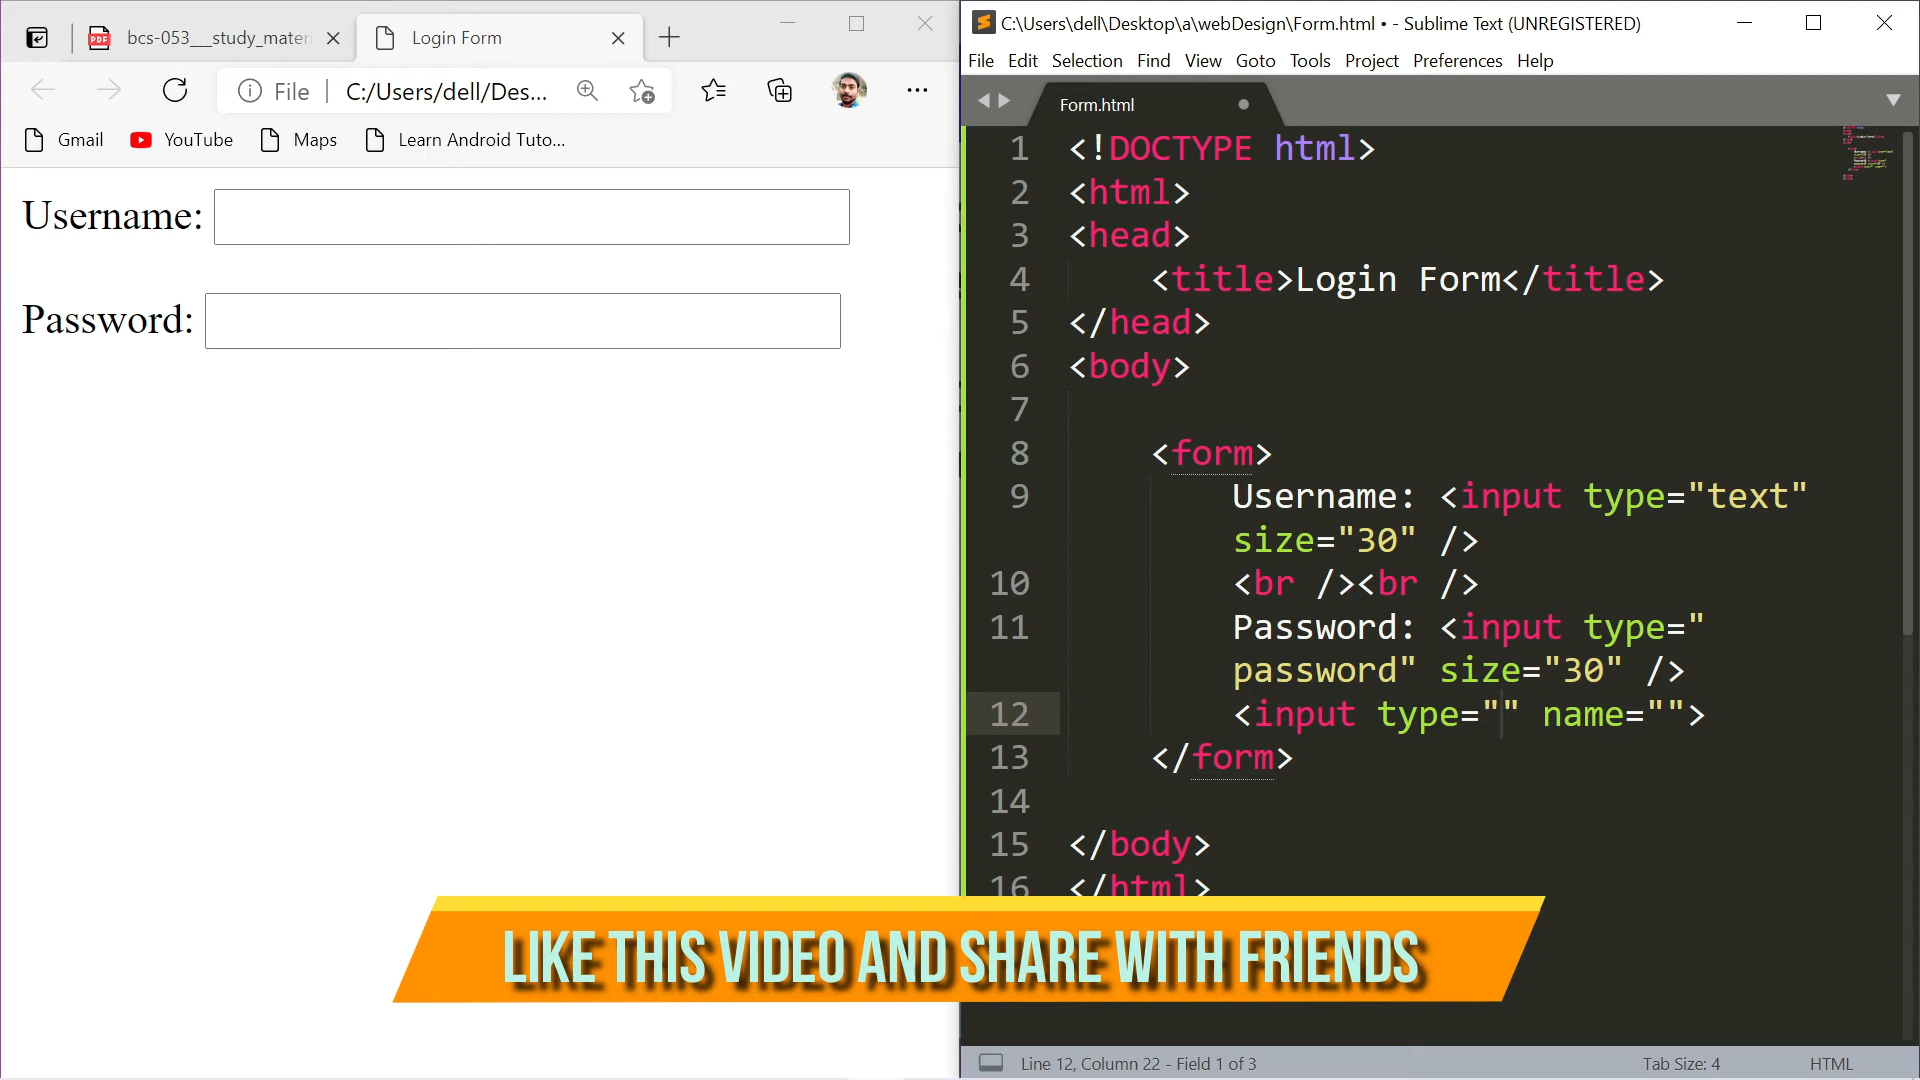 bcs-053___study_materi
Login Form
File
C:/Users/dell/Des...
Gmail
YouTube
Maps
Learn Android Tuto...
Username:
Password:
C:\Users\dell\Desktop\a\webDesign\Form.html • - Sublime Text (UNREGISTERED)
File Edit Selection Find View Goto Tools Project Preferences Help
Form.html
1 <!DOCTYPE html>
2 <html>
3 <head>
4 <title>Login Form</title>
5 </head>
6 <body>
7
8 <form>
9 Username: <input type="text"
size="30" />
10 <br /><br />
11 Password: <input type="
password" size="30" />
12 <input type="" name="">
13 </form>
14
15 </body>
16 </html>
LIKE THIS VIDEO AND SHARE WITH FRIENDS
Line 12, Column 22 - Field 1 of 3
Tab Size: 4
HTML